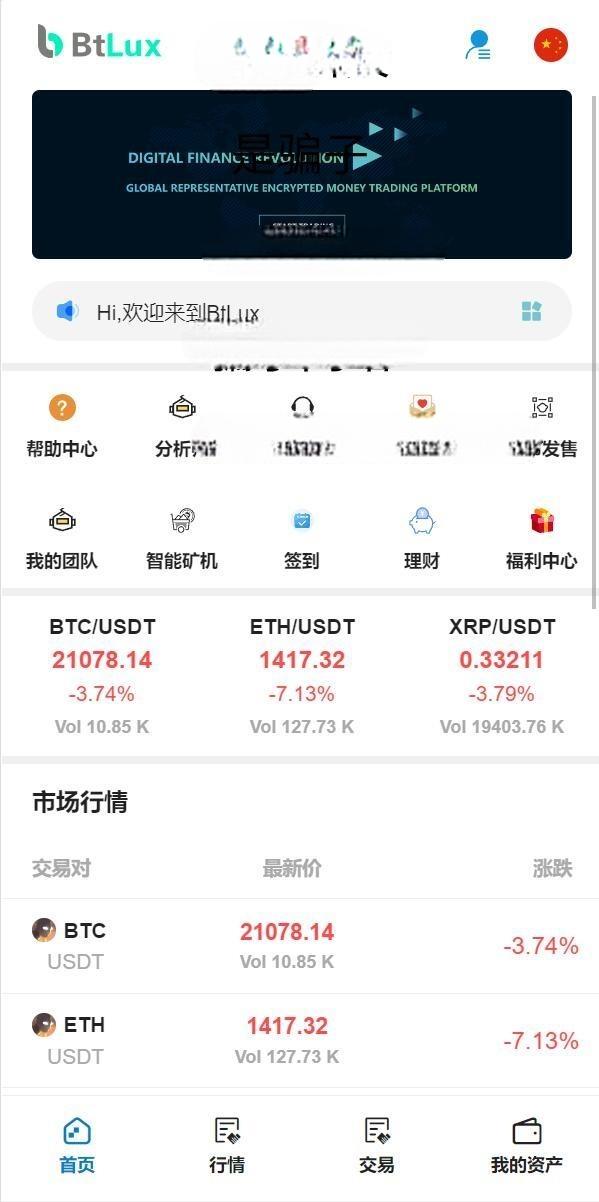 BtLux
是骗子
DIGITAL FINANCE REVOLUTION
GLOBAL REPRESENTATIVE ENCRYPTED MONEY TRADING PLATFORM
Hi,欢迎来到BtLux
帮助中心 分析 发售
我的团队 智能矿机 签到 理财 福利中心
BTC/USDT ETH/USDT XRP/USDT
21078.14 1417.32 0.33211
-3.74% -7.13% -3.79%
Vol 10.85 K Vol 127.73 K Vol 19403.76 K
市场行情
交易对 最新价 涨跌
BTC 21078.14 -3.74%
USDT Vol 10.85 K
ETH 1417.32 -7.13%
USDT Vol 127.73 K
首页 行情 交易 我的资产